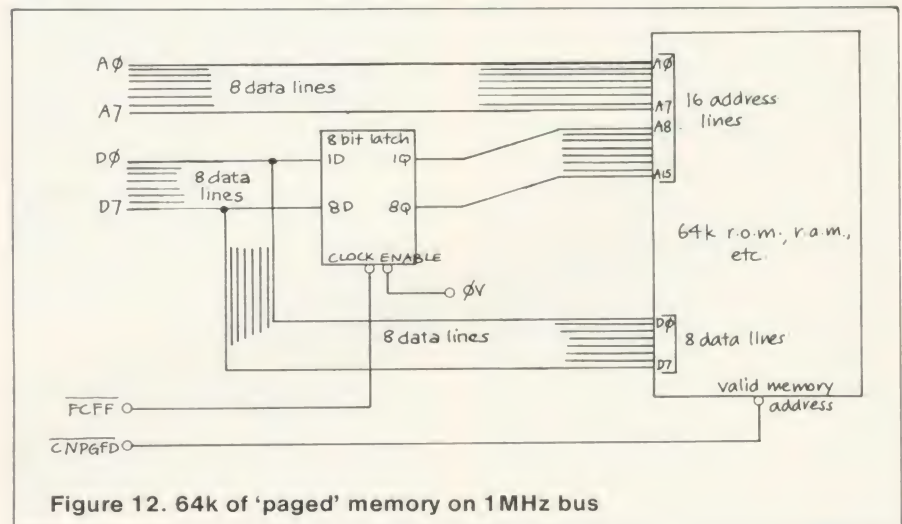 AØ
8 data lines
A7
DØ
8 data
lines
D7
8 bit latch
1D
1Q
8D
8Q
CLOCK ENABLE
ØV
AØ
A7
16 address
lines
A8
A15
64k r.o.m., r.a.m.,
etc.
8 data lines
DØ
8 data lines
D7
valid memory
address
FCFF
CNPGFD
Figure 12. 64k of 'paged' memory on 1MHz bus